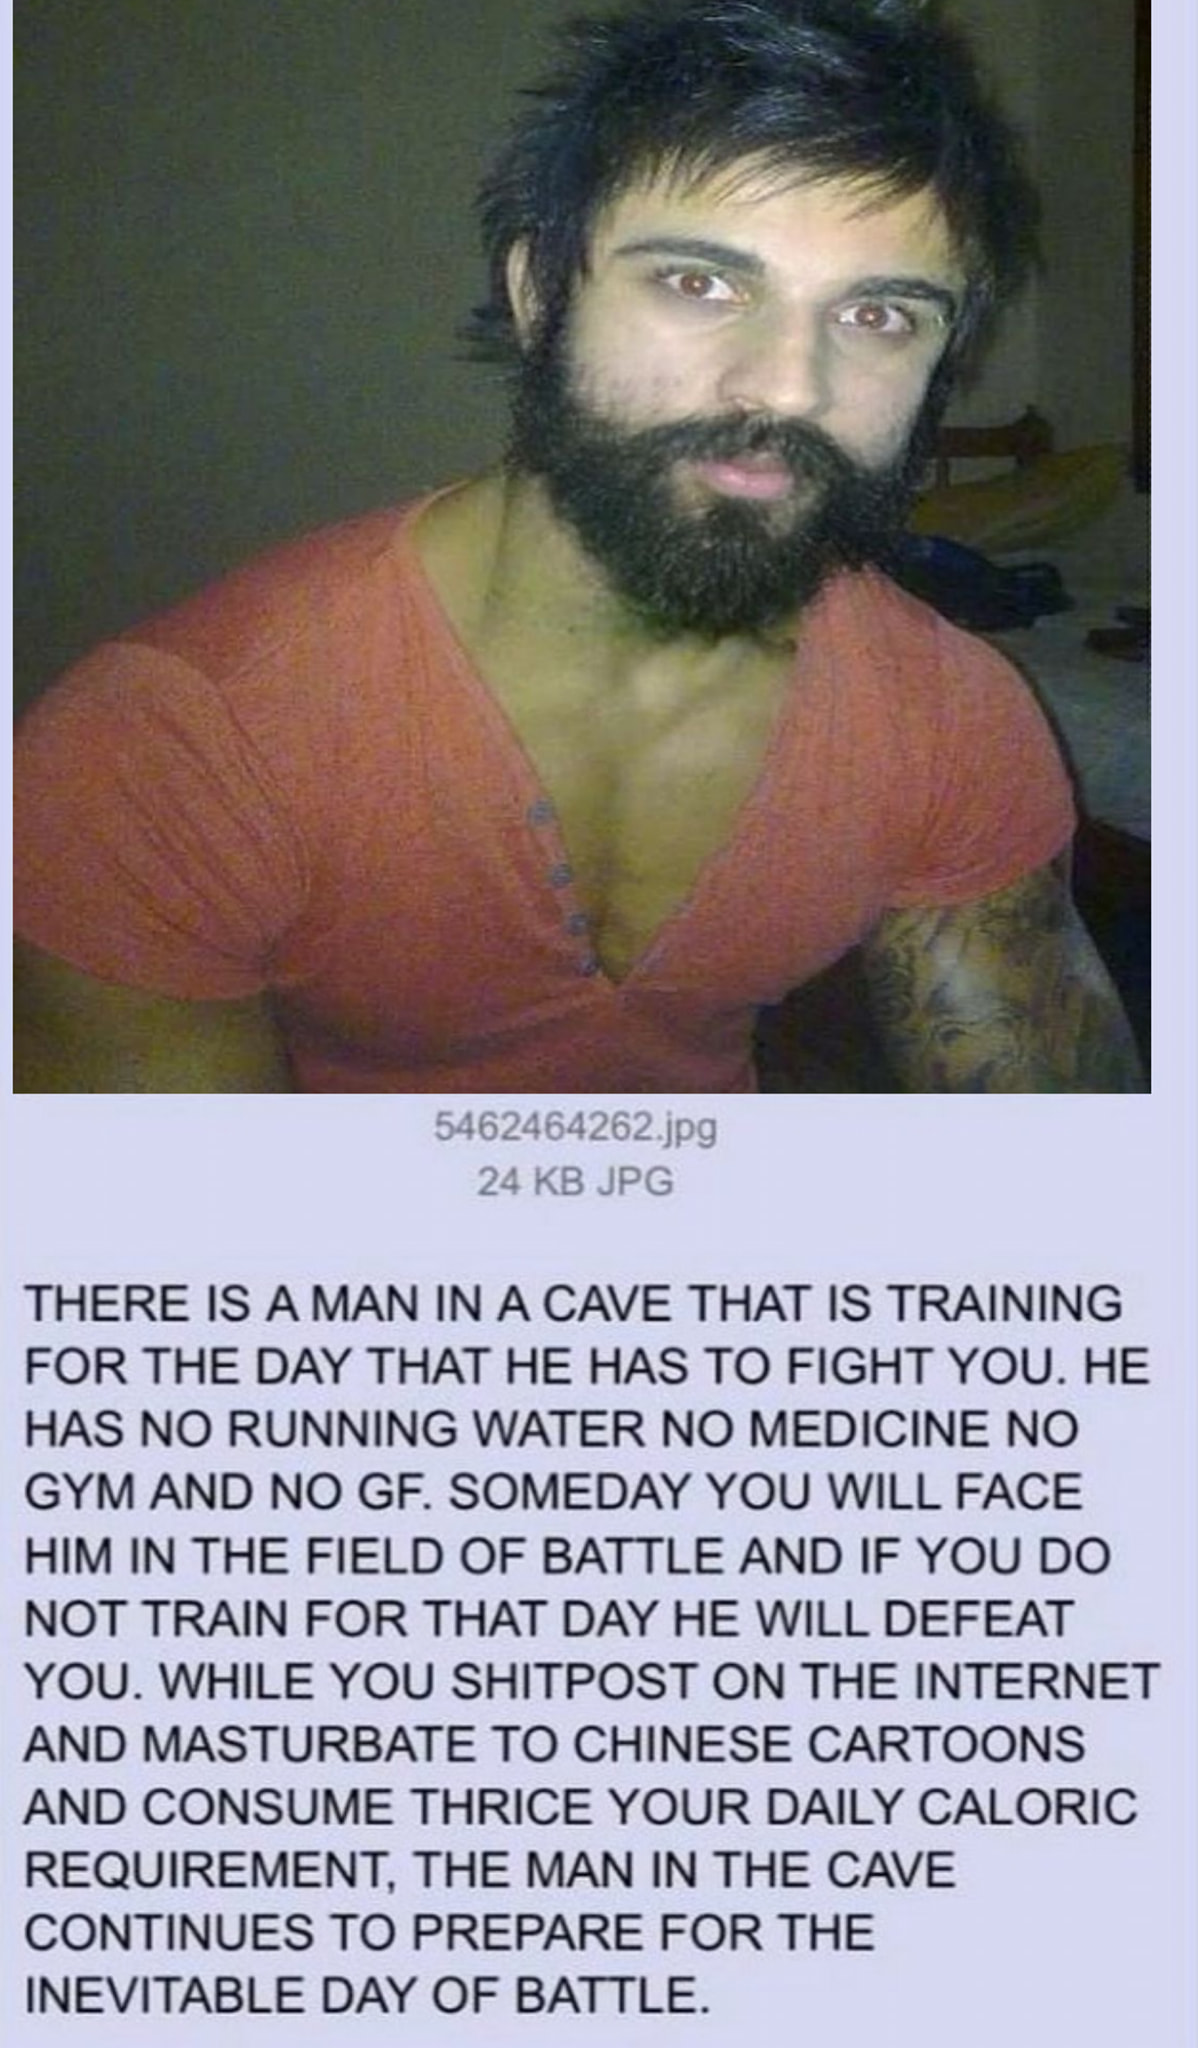 5462464262.jpg
24 KB JPG
THERE IS A MAN IN A CAVE THAT IS TRAINING
FOR THE DAY THAT HE HAS TO FIGHT YOU. HE
HAS NO RUNNING WATER NO MEDICINE NO
GYM AND NO GF. SOMEDAY YOU WILL FACE
HIM IN THE FIELD OF BATTLE AND IF YOU DO
NOT TRAIN FOR THAT DAY HE WILL DEFEAT
YOU. WHILE YOU SHITPOST ON THE INTERNET
AND MASTURBATE TO CHINESE CARTOONS
AND CONSUME THRICE YOUR DAILY CALORIC
REQUIREMENT, THE MAN IN THE CAVE
CONTINUES TO PREPARE FOR THE
INEVITABLE DAY OF BATTLE.